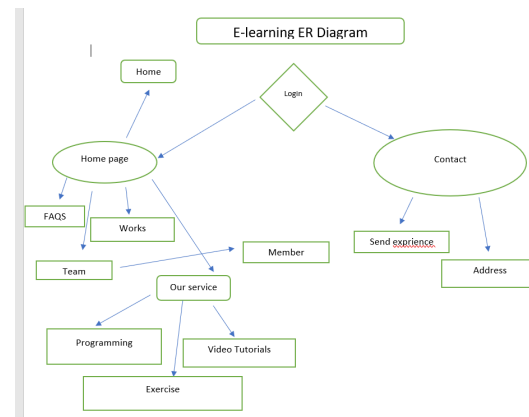 E-learning ER Diagram
Home
Login
Home page
Contact
FAQS
Works
Send exprience
Member
Team
Address
Our service
Programming
Video Tutorials
Exercise